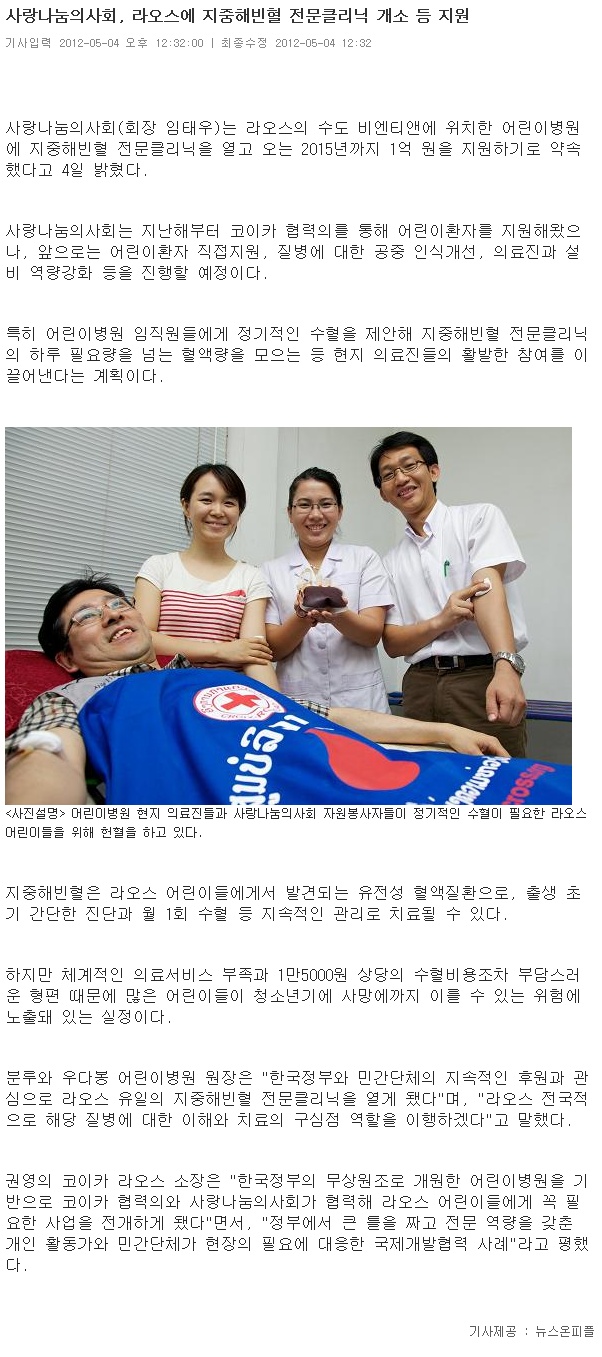 사랑나눔의사회, 라오스에 지중해빈혈 전문클리닉 개소 등 지원
기사입력 2012-05-04 오후 12:32:00 | 최종수정 2012-05-04 12:32
사랑나눔의사회(회장 임태우)는 라오스의 수도 비엔티앤에 위치한 어린이병원
에 지중해빈혈 전문클리닉을 열고 오는 2015년까지 1억 원을 지원하기로 약속
했다고 4일 밝혔다.
사랑나눔의사회는 지난해부터 코이카 협력의를 통해 어린이환자를 지원해왔으
나, 앞으로는 어린이환자 직접지원, 질병에 대한 공중 인식개선, 의료진과 설
비 역량강화 등을 진행할 예정이다.
특히 어린이병원 임직원들에게 정기적인 수혈을 제안해 지중해빈혈 전문클리닉
의 하루 필요량을 넘는 혈액량을 모으는 등 현지 의료진들의 활발한 참여를 이
끌어낸다는 계획이다.
<사진설명> 어린이병원 현지 의료진들과 사랑나눔의사회 자원봉사자들이 정기적인 수혈이 필요한 라오스
어린이들을 위해 헌혈을 하고 있다.
지중해빈혈은 라오스 어린이들에게서 발견되는 유전성 혈액질환으로, 출생 초
기 간단한 진단과 월 1회 수혈 등 지속적인 관리로 치료될 수 있다.
하지만 체계적인 의료서비스 부족과 1만5000원 상당의 수혈비용조차 부담스러
운 형편 때문에 많은 어린이들이 청소년기에 사망에까지 이를 수 있는 위험에
노출돼 있는 실정이다.
분투와 우다봉 어린이병원 원장은 "한국정부와 민간단체의 지속적인 후원과 관
심으로 라오스 유일의 지중해빈혈 전문클리닉을 열게 됐다"며, "라오스 전국적
으로 해당 질병에 대한 이해와 치료의 구심점 역할을 이행하겠다"고 말했다.
권영의 코이카 라오스 소장은 "한국정부의 무상원조로 개원한 어린이병원을 기
반으로 코이카 협력의와 사랑나눔의사회가 협력해 라오스 어린이들에게 꼭 필
요한 사업을 전개하게 됐다"면서, "정부에서 큰 틀을 짜고 전문 역량을 갖춘
개인 활동가와 민간단체가 현장의 필요에 대응한 국제개발협력 사례"라고 평했
다.
기사제공 : 뉴스온피플